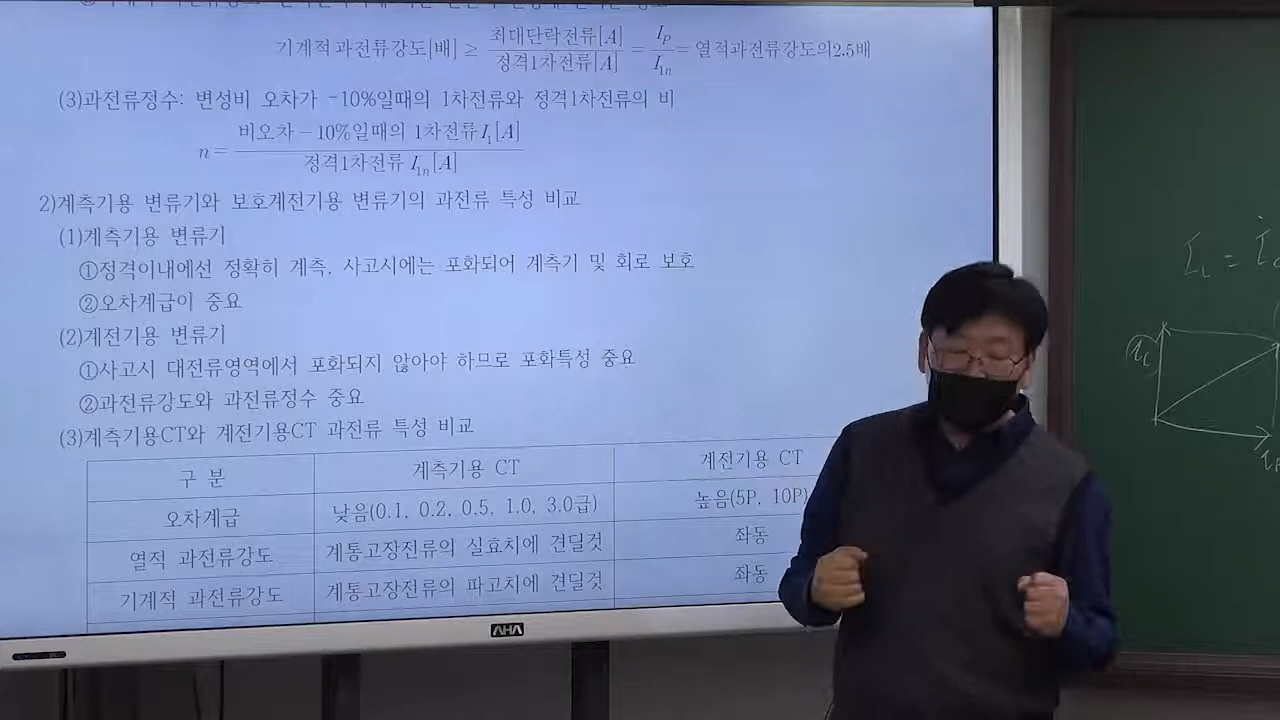 기계적과전류강도[배] ≥ 최대단락전류[A] / 정격1차전류[A] = I_P / I_1n = 열적과전류강도의2.5배
(3)과전류정수: 변성비 오차가 -10%일때의 1차전류와 정격1차전류의 비
n = 비오차-10%일때의 1차전류 I_1[A] / 정격1차전류 I_1n[A]
2)계측기용 변류기와 보호계전기용 변류기의 과전류 특성 비교
(1)계측기용 변류기
①정격이내에선 정확히 계측, 사고시에는 포화되어 계측기 및 회로 보호
②오차계급이 중요
(2)계전기용 변류기
①사고시 대전류영역에서 포화되지 않아야 하므로 포화특성 중요
②과전류강도와 과전류정수 중요
(3)계측기용CT와 계전기용CT 과전류 특성 비교
구 분 계측기용 CT 계전기용 CT
오차계급 낮음(0.1, 0.2, 0.5, 1.0, 3.0급) 높음(5P, 10P)
열적 과전류강도 계통고장전류의 실효치에 견딜것 좌동
기계적 과전류강도 계통고장전류의 파고치에 견딜것 좌동
AHA